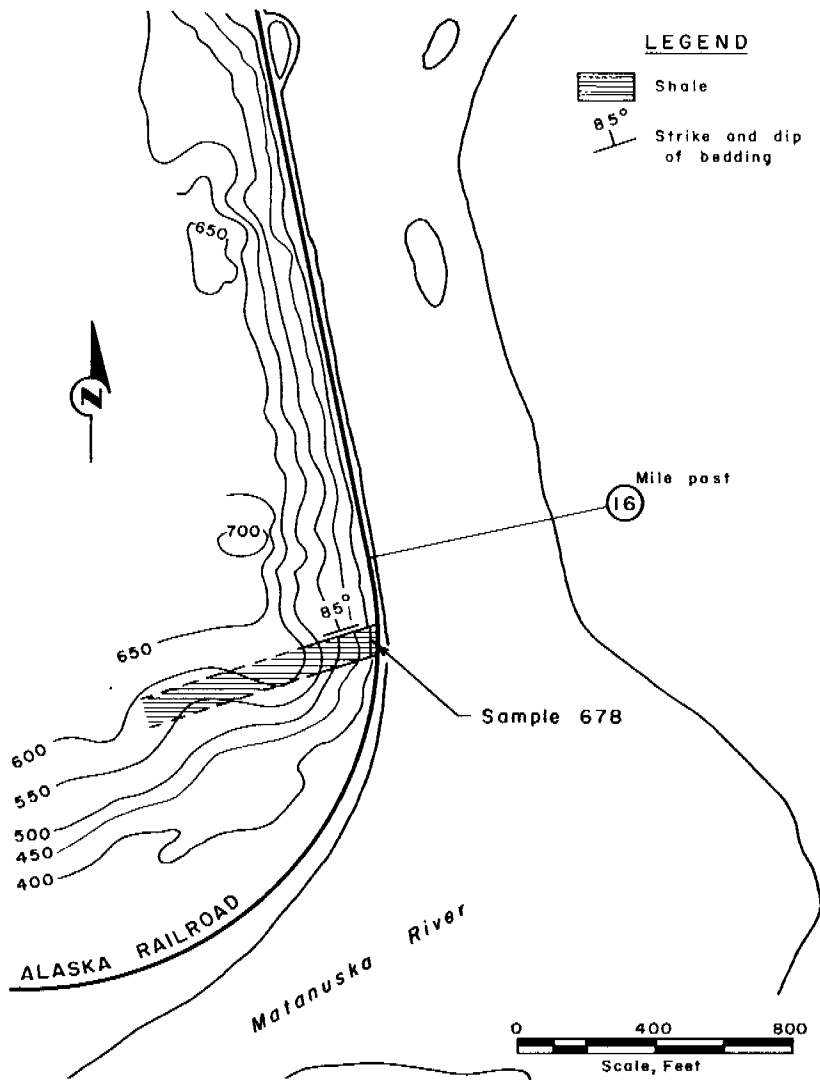 LEGEND
Shale
85°
Strike and dip
of bedding
650
N
Mile post
16
700
85°
650
Sample 678
600
550
500
450
400
ALASKA RAILROAD
Matanuska River
0 400 800
Scale, Feet